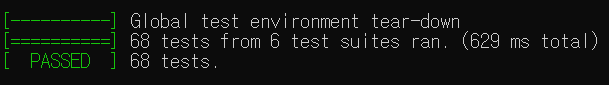 [----------] Global test environment tear-down
[==========] 68 tests from 6 test suites ran. (629 ms total)
[  PASSED  ] 68 tests.